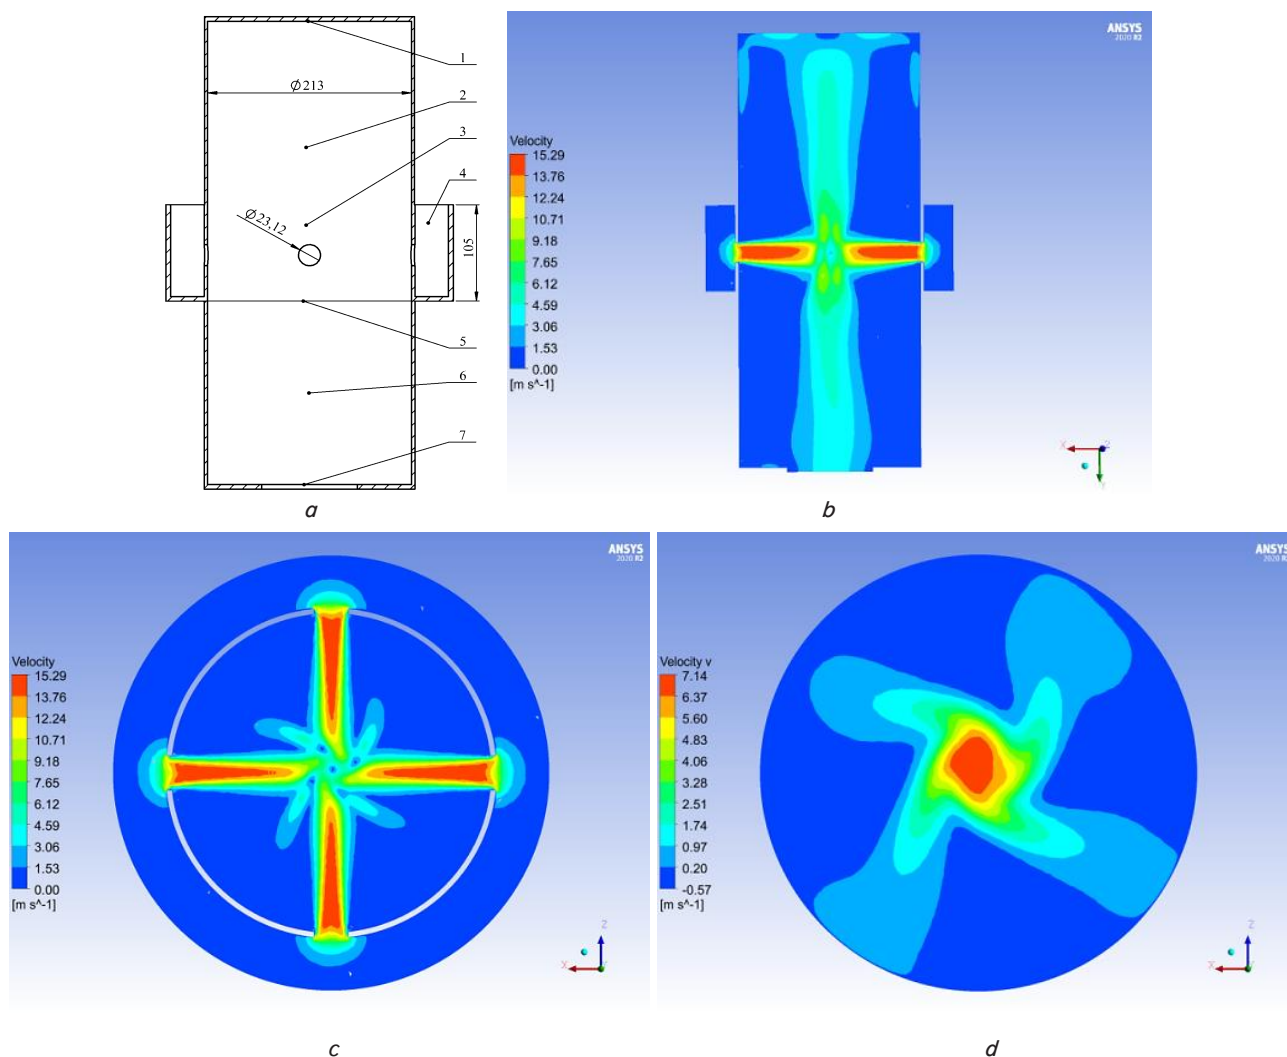 1
⌀213
2
3
4
⌀23,12
105
5
6
7
a
ANSYS
2020 R2
Velocity
15.29
13.76
12.24
10.71
9.18
7.65
6.12
4.59
3.06
1.53
0.00
[m s^-1]
X
Z
Y
b
ANSYS
2020 R2
Velocity
15.29
13.76
12.24
10.71
9.18
7.65
6.12
4.59
3.06
1.53
0.00
[m s^-1]
Z
X
c
ANSYS
2020 R2
Velocity v
7.14
6.37
5.60
4.83
4.06
3.28
2.51
1.74
0.97
0.20
-0.57
[m s^-1]
Z
X
d